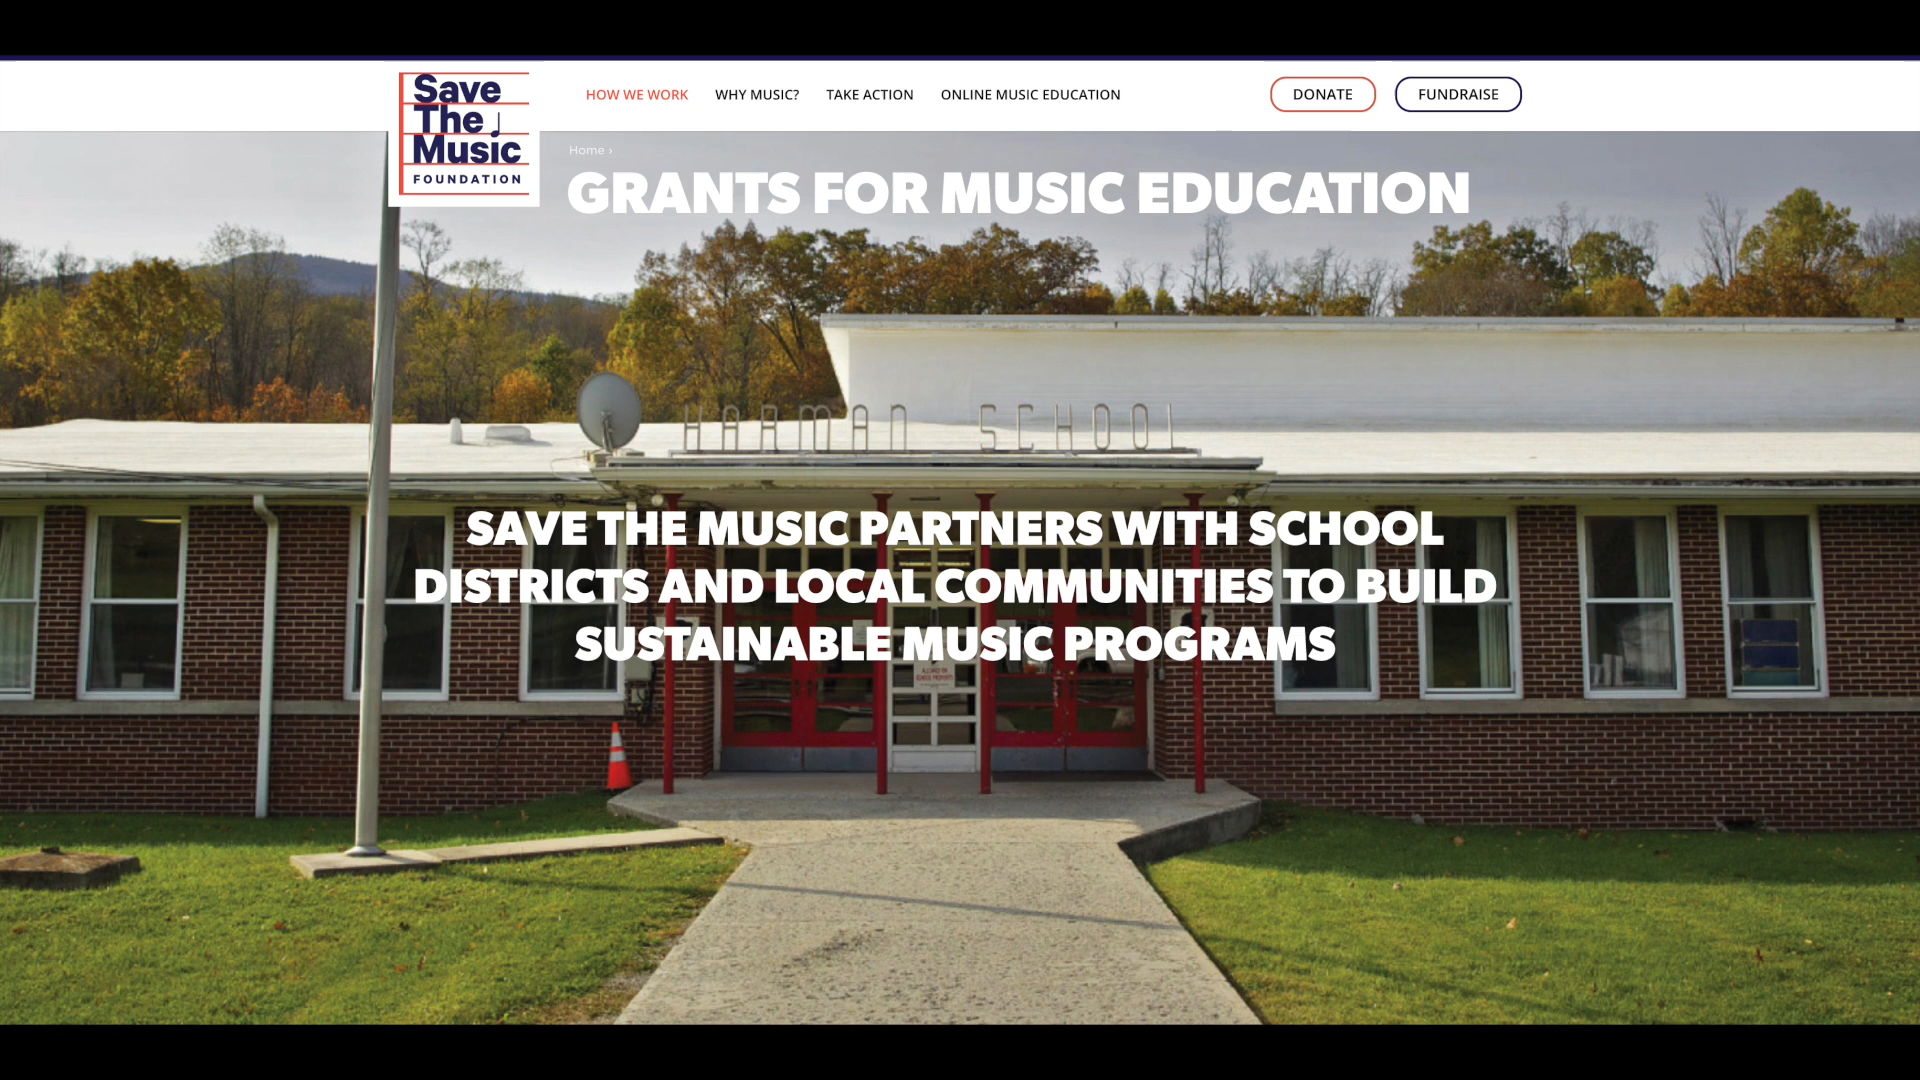 Save
The
Music
FOUNDATION
HOW WE WORK
WHY MUSIC?
TAKE ACTION
ONLINE MUSIC EDUCATION
DONATE
FUNDRAISE
Home ›
GRANTS FOR MUSIC EDUCATION
HARMAN SCHOOL
SAVE THE MUSIC PARTNERS WITH SCHOOL
DISTRICTS AND LOCAL COMMUNITIES TO BUILD
SUSTAINABLE MUSIC PROGRAMS